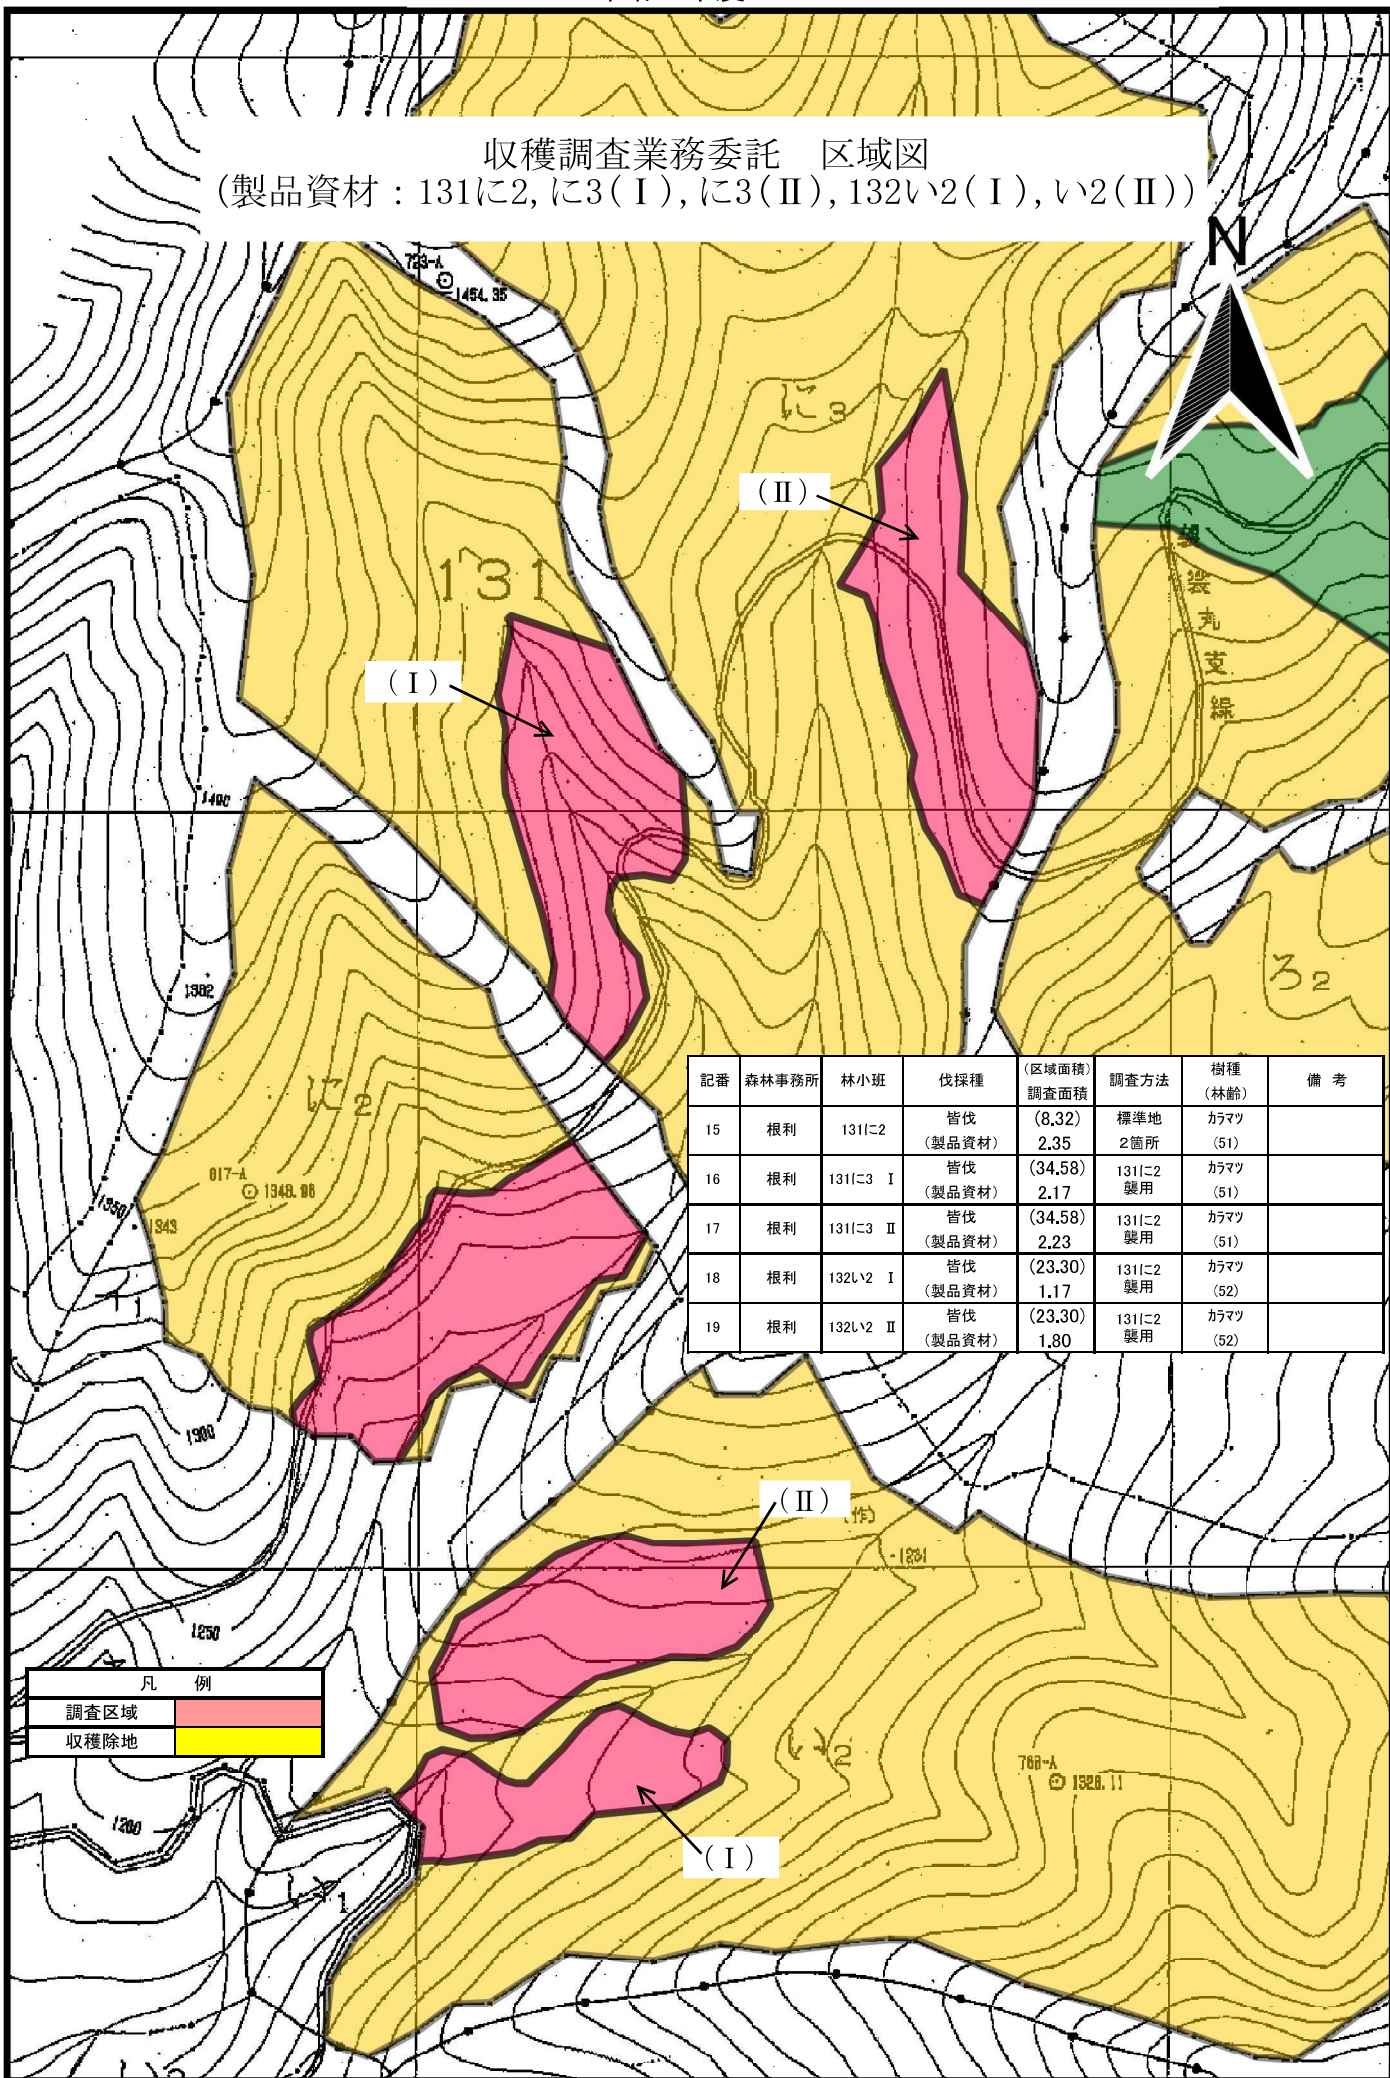 収穫調査業務委託　区域図
(製品資材：131に2, に3(Ⅰ), に3(Ⅱ), 132い2(Ⅰ), い2(Ⅱ))
N
723-A
1454.35
に3
(Ⅱ)
131
(Ⅰ)
袋
丸
支
線
1400
1382
ろ2
に2
817-A
1348.96
1350
1343
1300
記番 森林事務所 林小班 伐採種 (区域面積) 調査面積 調査方法 樹種 (林齢) 備考
15 根利 131に2 皆伐 (製品資材) (8.32) 2.35 標準地 2箇所 カラマツ (51)
16 根利 131に3 Ⅰ 皆伐 (製品資材) (34.58) 2.17 131に2 襲用 カラマツ (51)
17 根利 131に3 Ⅱ 皆伐 (製品資材) (34.58) 2.23 131に2 襲用 カラマツ (51)
18 根利 132い2 Ⅰ 皆伐 (製品資材) (23.30) 1.17 131に2 襲用 カラマツ (52)
19 根利 132い2 Ⅱ 皆伐 (製品資材) (23.30) 1.80 131に2 襲用 カラマツ (52)
(Ⅱ)
(作)
1231
1250
凡例
調査区域
収穫除地
い2
768-A
1328.11
1200
(Ⅰ)
い1